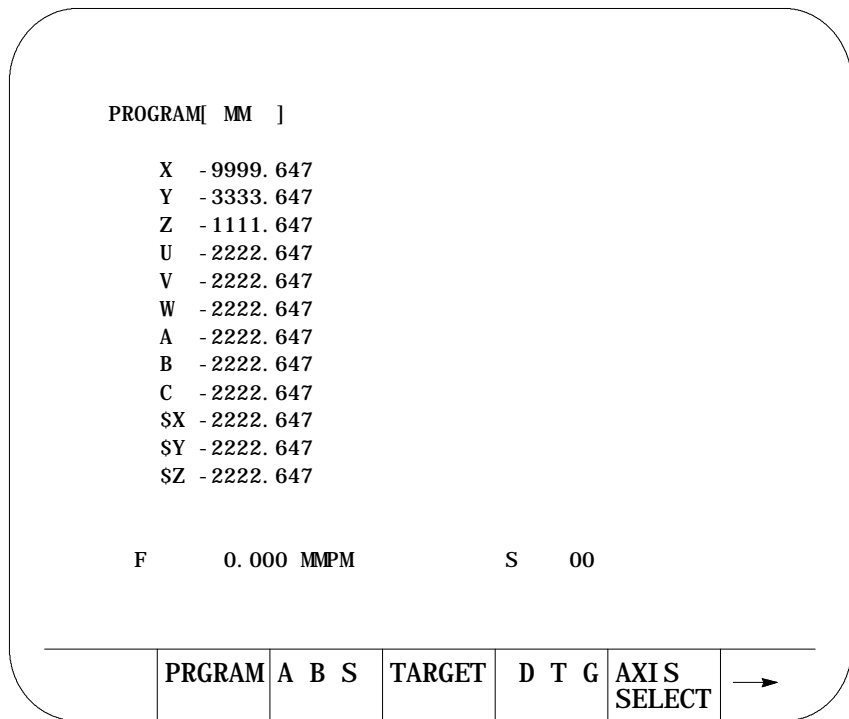 PROGRAM[ MM ]
X -9999.647
Y -3333.647
Z -1111.647
U -2222.647
V -2222.647
W -2222.647
A -2222.647
B -2222.647
C -2222.647
$X -2222.647
$Y -2222.647
$Z -2222.647
F 0.000 MMPM S 00
PRGRAM A B S TARGET D T G AXIS
SELECT